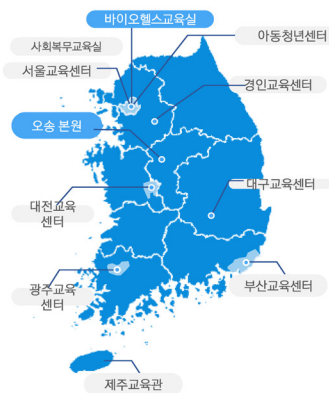 바이오헬스교육실
아동청년센터
사회복무교육실
서울교육센터
경인교육센터
오송 본원
대구교육센터
대전교육
센터
광주교육
센터
부산교육센터
제주교육관